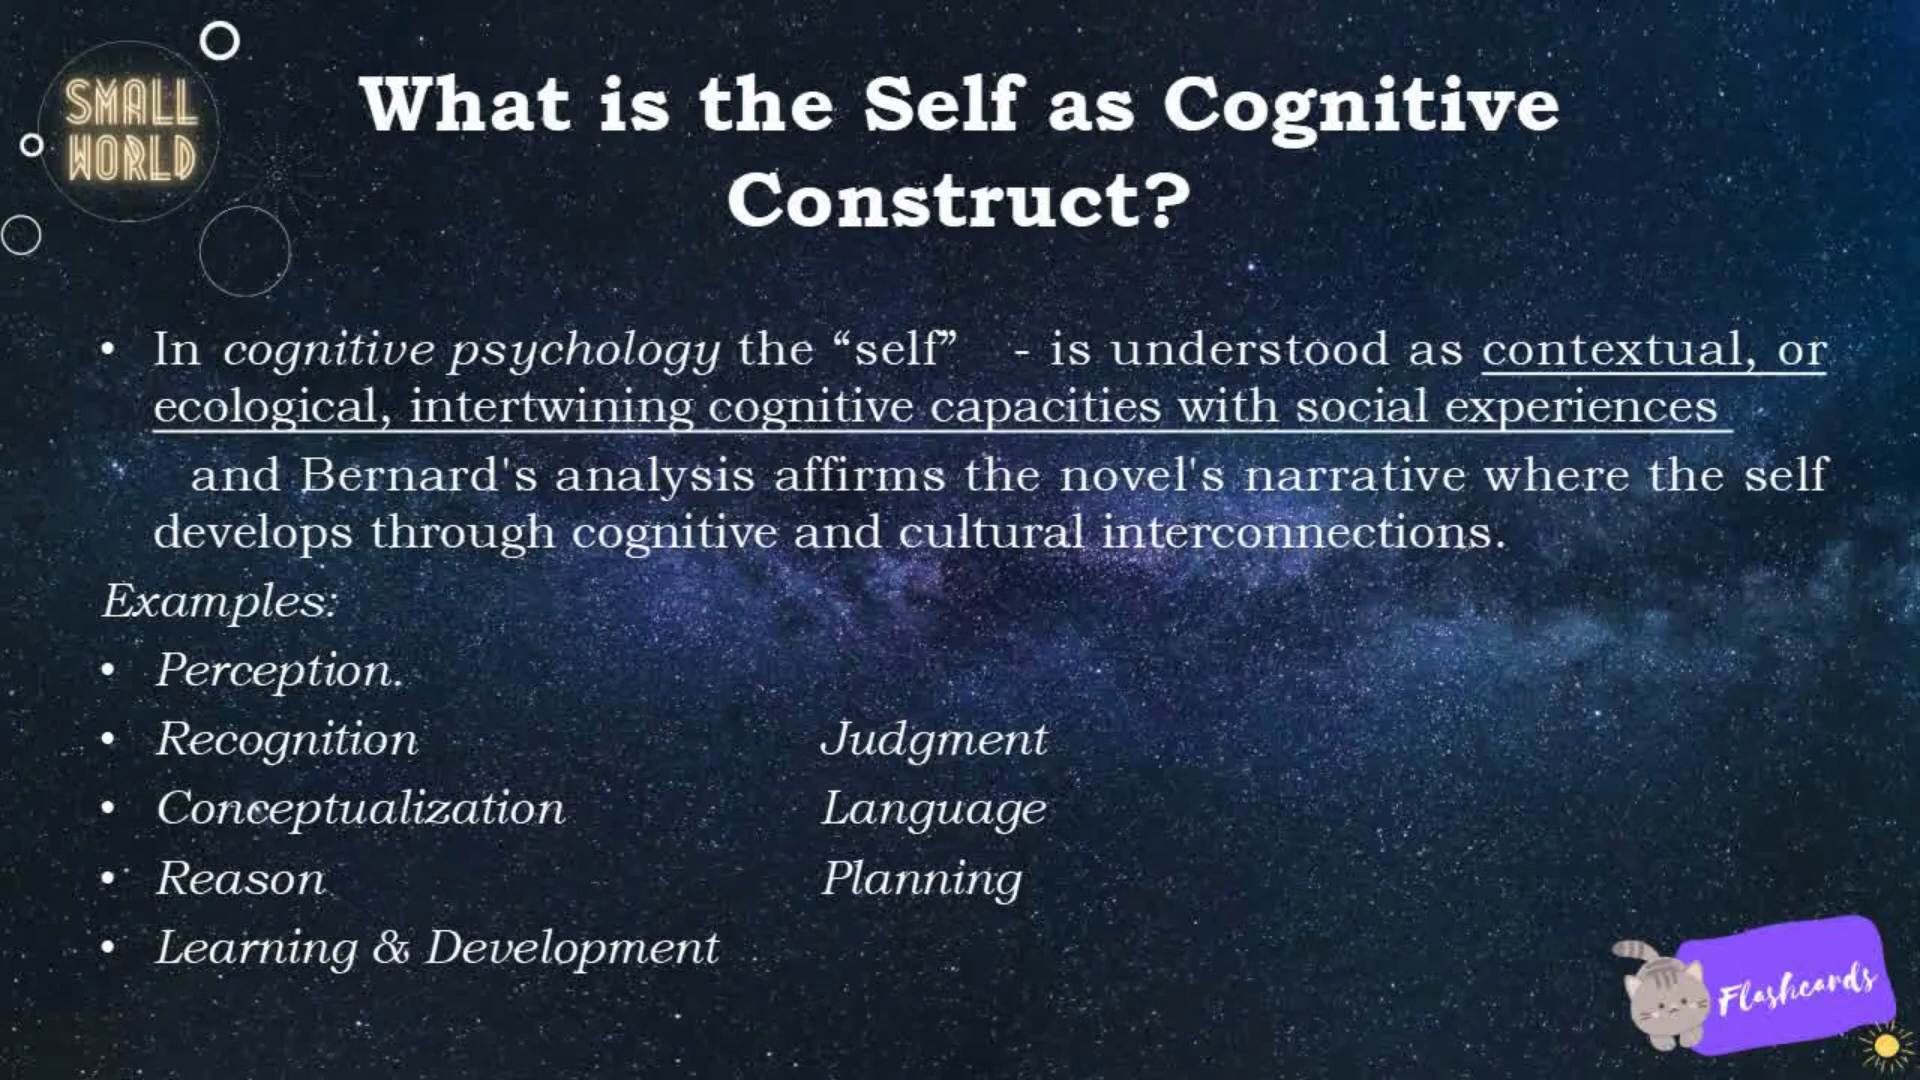 SMALL
WORLD
What is the Self as Cognitive
Construct?
• In cognitive psychology the “self” - is understood as contextual, or
ecological, intertwining cognitive capacities with social experiences
and Bernard's analysis affirms the novel's narrative where the self
develops through cognitive and cultural interconnections.
Examples:
• Perception.
• Recognition Judgment
• Conceptualization Language
• Reason Planning
• Learning & Development
Flashcards